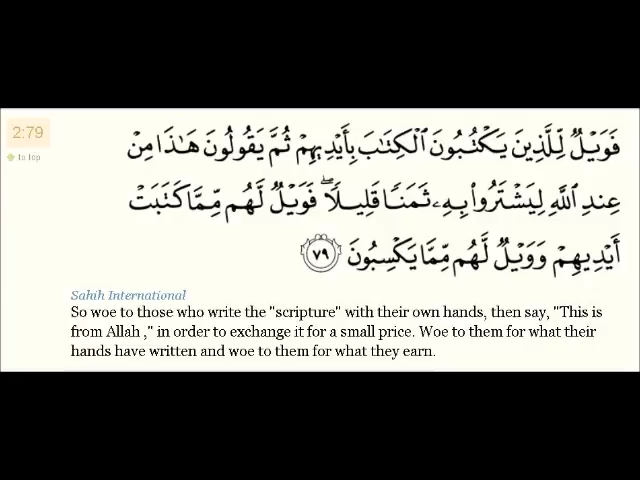 2:79
to top
فَوَيْلٌ لِّلَّذِينَ يَكْتُبُونَ ٱلْكِتَٰبَ بِأَيْدِيهِمْ ثُمَّ يَقُولُونَ هَٰذَا مِنْ
عِندِ ٱللَّهِ لِيَشْتَرُوا۟ بِهِۦ ثَمَنًا قَلِيلًا ۖ فَوَيْلٌ لَّهُم مِّمَّا كَتَبَتْ
أَيْدِيهِمْ وَوَيْلٌ لَّهُم مِّمَّا يَكْسِبُونَ ٧٩
Sahih International
So woe to those who write the "scripture" with their own hands, then say, "This is
from Allah ," in order to exchange it for a small price. Woe to them for what their
hands have written and woe to them for what they earn.